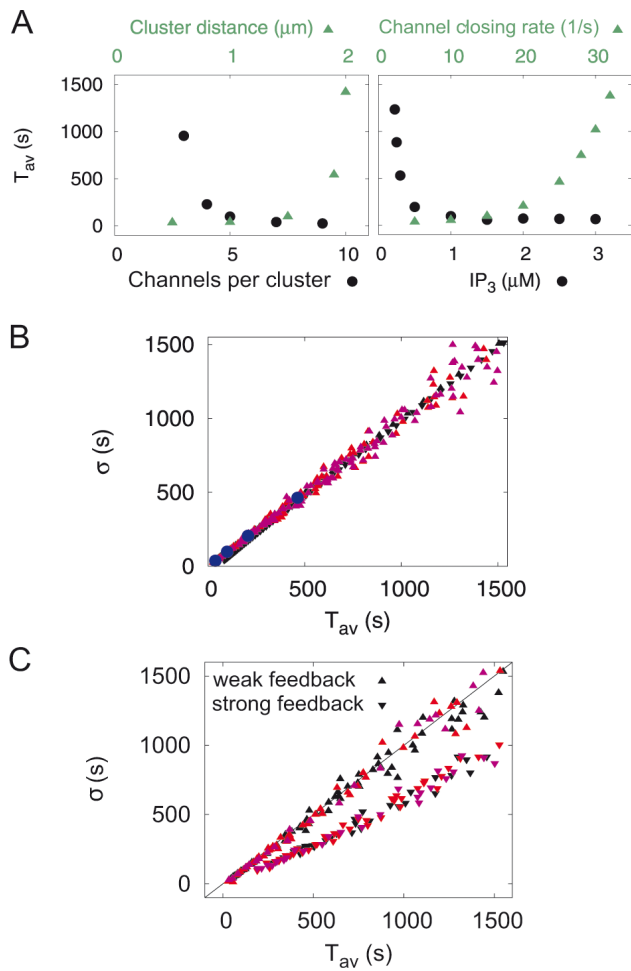 A
Cluster distance (μm) ▲
Channel closing rate (1/s) ▲
0 1 2
0 10 20 30
1500
1000
500
0
T_av (s)
0 5 10
0 1 2 3
Channels per cluster ●
IP₃ (μM) ●
B
1500
1000
500
0
σ (s)
0 500 1000 1500
T_av (s)
C
weak feedback ▲
strong feedback ▼
1500
1000
500
0
σ (s)
0 500 1000 1500
T_av (s)